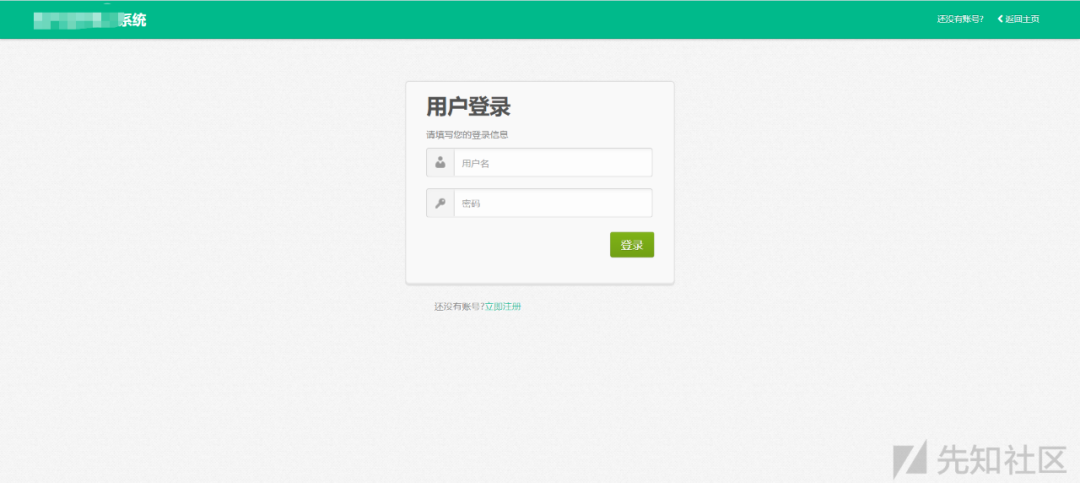 系统
还没有账号?
返回主页
用户登录
请填写您的登录信息
用户名
密码
登录
还没有账号?立即注册
先知社区